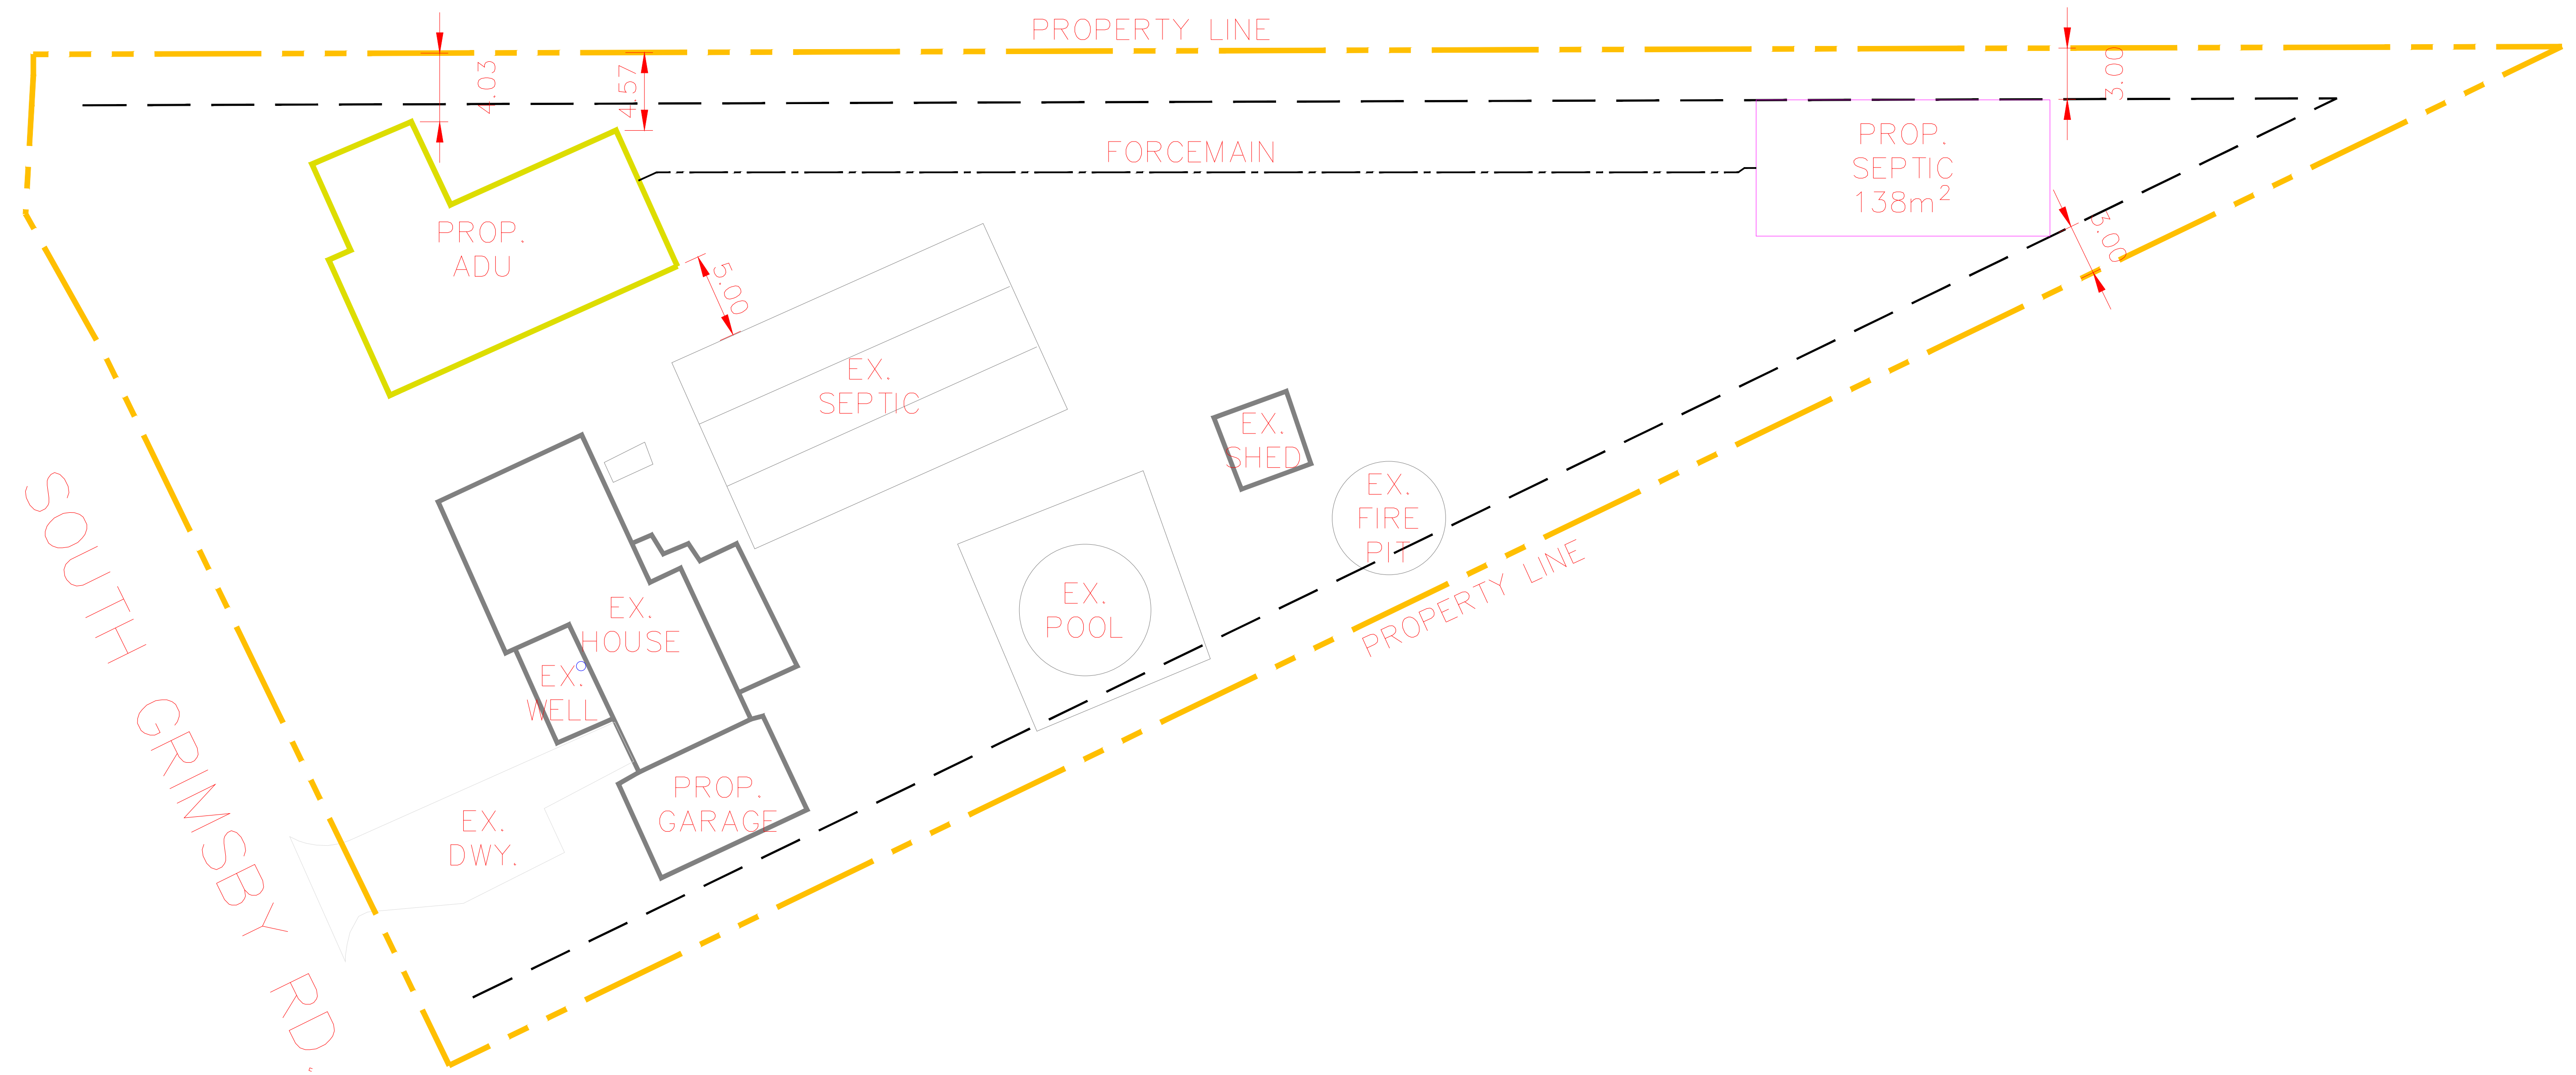 PROPERTY LINE
4.03
4.57
3.00
FORCEMAIN
PROP.
SEPTIC
138m²
3.00
PROP.
ADU
5.00
EX.
SEPTIC
EX.
SHED
EX.
FIRE
PIT
PROPERTY LINE
EX.
POOL
EX.
HOUSE
EX.
WELL
PROP.
GARAGE
EX.
DWY.
SOUTH GRIMSBY RD.
5